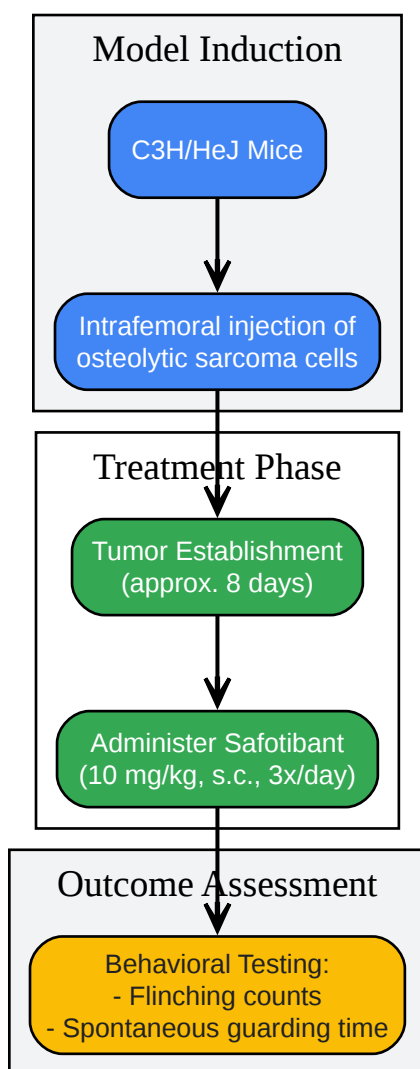 Model Induction
C3H/HeJ Mice
Intrafemoral injection of
osteolytic sarcoma cells
Treatment Phase
Tumor Establishment
(approx. 8 days)
Administer Safotibant
(10 mg/kg, s.c., 3x/day)
Outcome Assessment
Behavioral Testing:
- Flinching counts
- Spontaneous guarding time